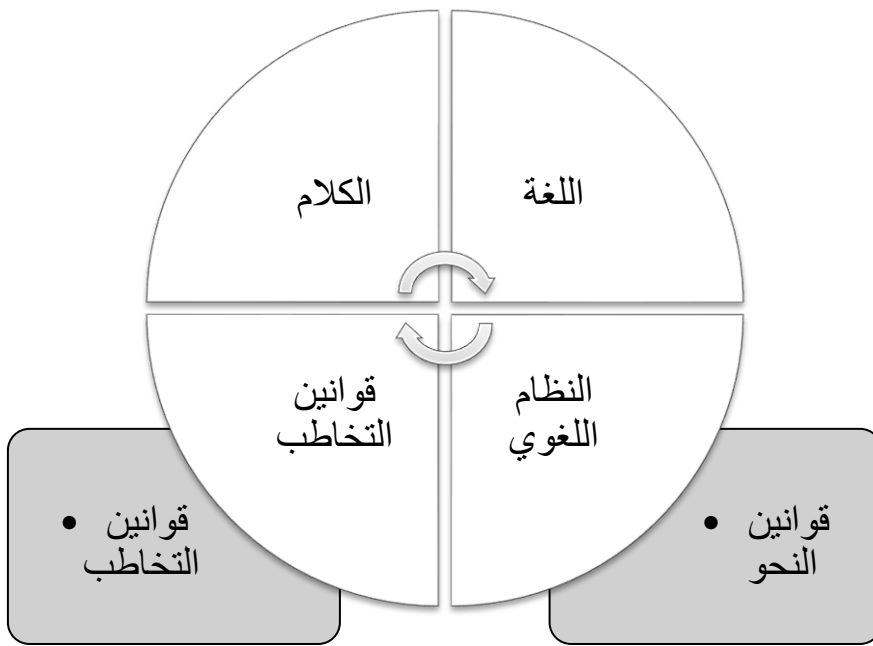 اللغة
الكلام
النظام
اللغوي
قوانين
التخاطب
• قوانين
النحو
• قوانين
التخاطب